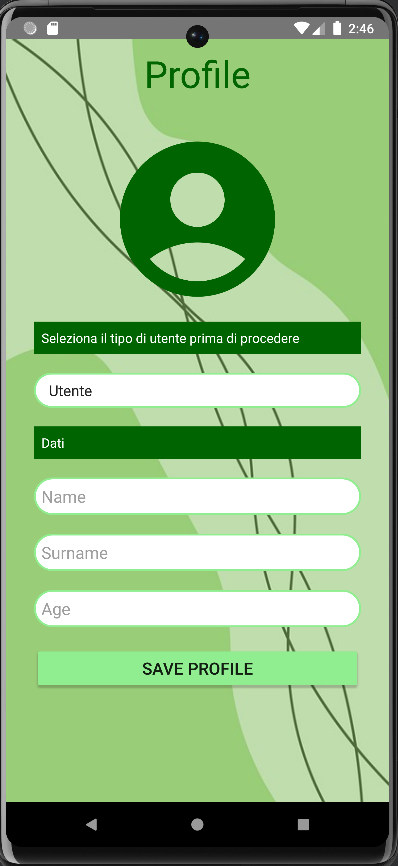 2:46
Profile
Seleziona il tipo di utente prima di procedere
Utente
Dati
Name
Surname
Age
SAVE PROFILE